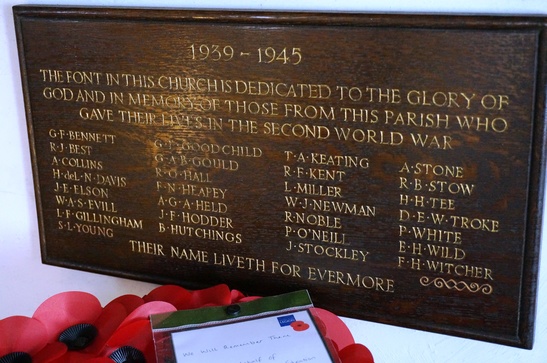 1939 - 1945
THE FONT IN THIS CHURCH IS DEDICATED TO THE GLORY OF
GOD AND IN MEMORY OF THOSE FROM THIS PARISH WHO
GAVE THEIR LIVES IN THE SECOND WORLD WAR
G·F·BENNETT
R·J·BEST
A·COLLINS
H·deL·N·DAVIS
J·E·ELSON
W·A·S·EVILL
L·F·GILLINGHAM
S·L·YOUNG
GOODCHILD
G·A·B·GOULD
R·O·HALL
F·N·HEAFEY
A·G·A·HELD
J·F·HODDER
B·HUTCHINGS
T·A·KEATING
R·F·KENT
L·MILLER
W·J·NEWMAN
R·NOBLE
P·O'NEILL
J·STOCKLEY
A·STONE
R·B·STOW
H·H·TEE
D·E·W·TROKE
P·WHITE
E·H·WILD
F·H·WITCHER
THEIR NAME LIVETH FOR EVERMORE
We Will Remember Them
of